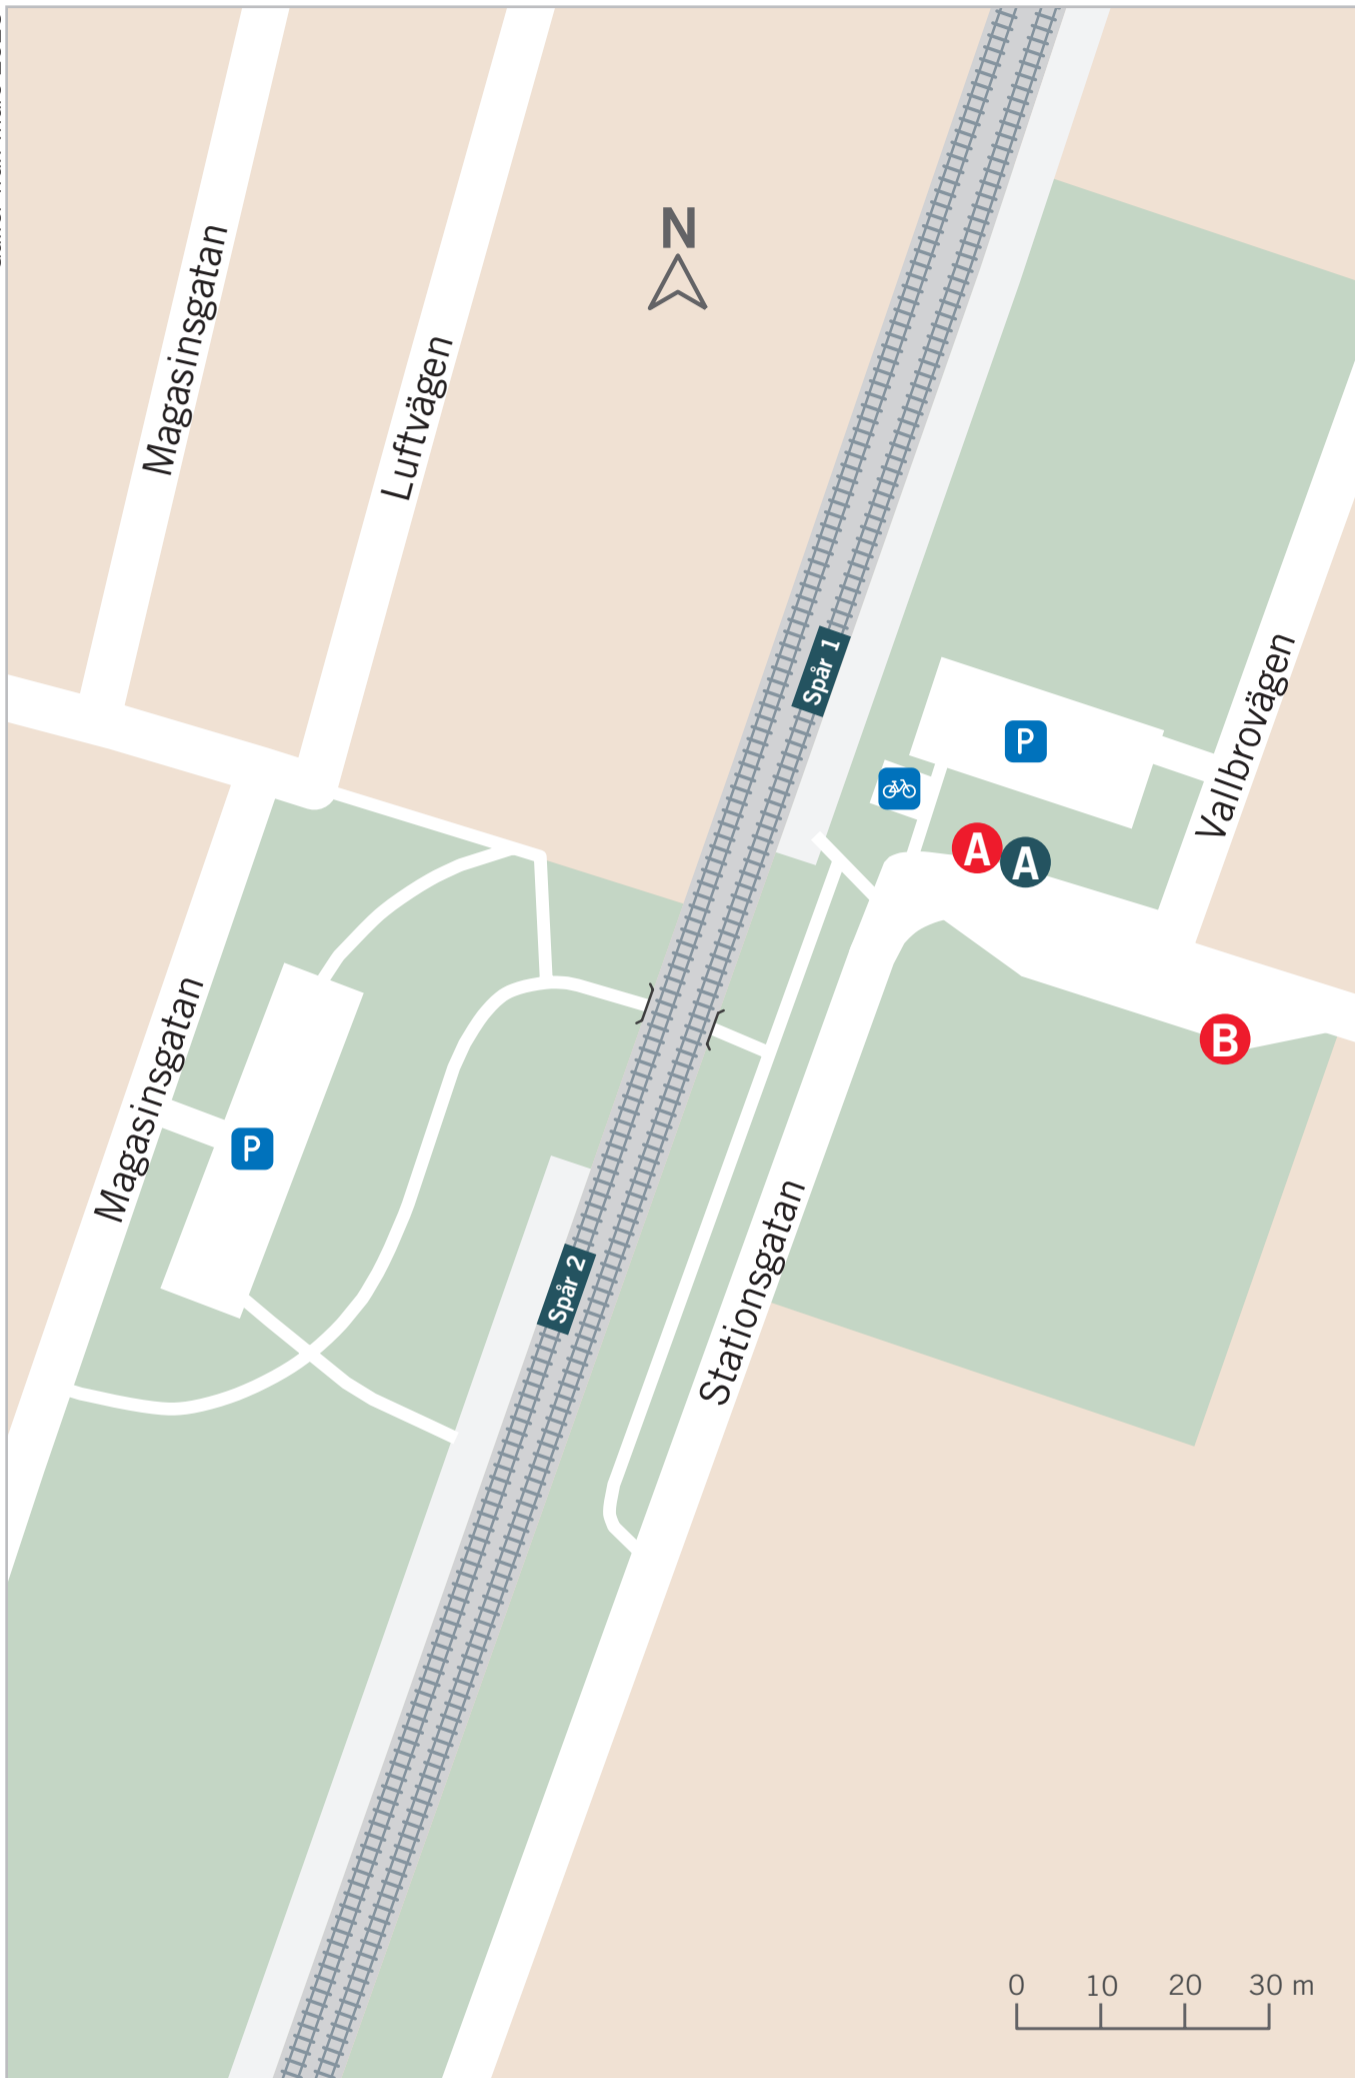 N
Magasinsgatan
Luftvägen
Spår 1
P
Vallbrovägen
A
A
B
Magasinsgatan
P
Stationsgatan
Spår 2
0 10 20 30 m